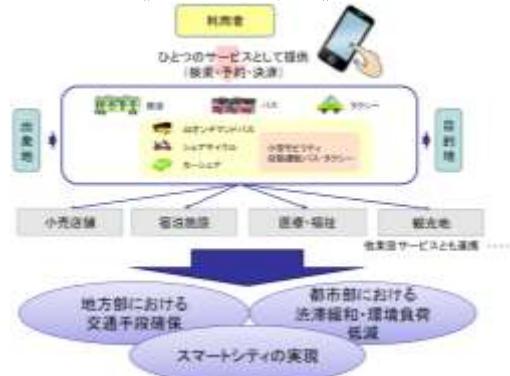 利用者
ひとつのサービスとして提供
(検索・予約・決済)
出発地
鉄道
バス
タクシー
目的地
AIオンデマンドバス
シェアサイクル
カーシェア
小型モビリティ
自動運転バス・タクシー
小売店舗
宿泊施設
医療・福祉
観光地
他業種サービスとも連携 ‥‥
地方部における
交通手段確保
都市部における
渋滞緩和・環境負荷
低減
スマートシティの実現